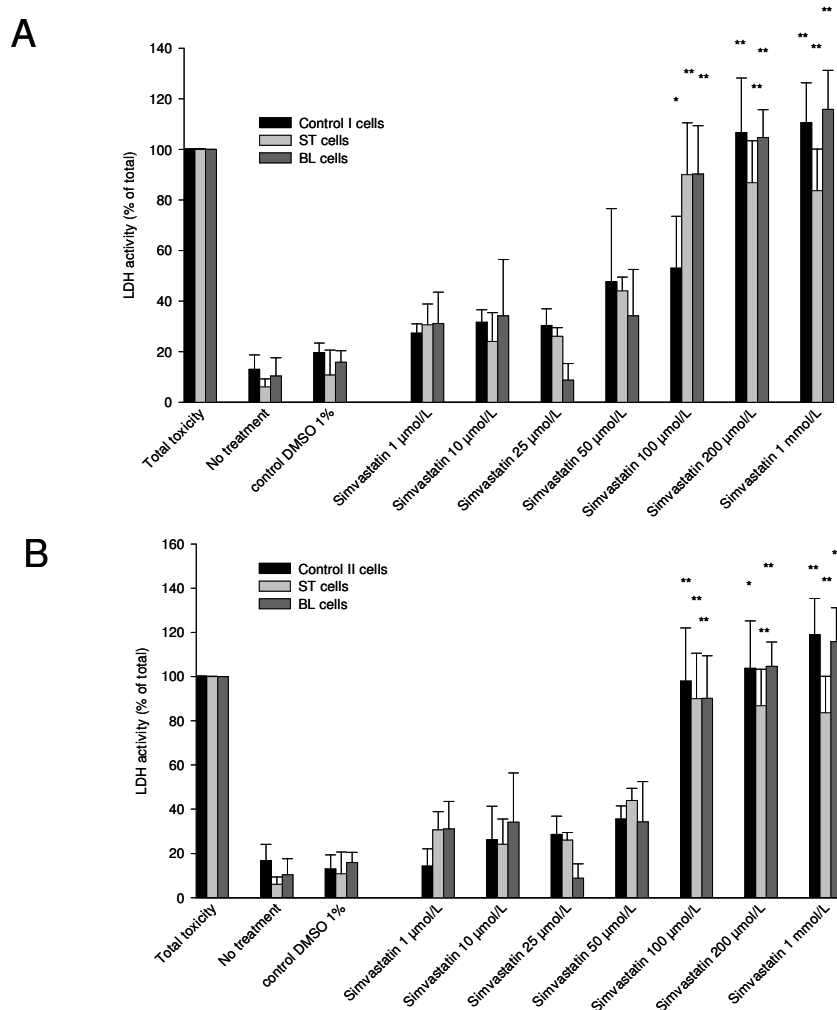 A
**
**
**
**
**
**
**
**
**
*
140
120
100
80
60
40
20
0
LDH activity (% of total)
Control I cells
ST cells
BL cells
Total toxicity
No treatment
control DMSO 1%
Simvastatin 1 µmol/L
Simvastatin 10 µmol/L
Simvastatin 25 µmol/L
Simvastatin 50 µmol/L
Simvastatin 100 µmol/L
Simvastatin 200 µmol/L
Simvastatin 1 mmol/L
B
160
140
120
100
80
60
40
20
0
LDH activity (% of total)
Control II cells
ST cells
BL cells
*
**
**
**
**
*
**
**
**
Total toxicity
No treatment
control DMSO 1%
Simvastatin 1 µmol/L
Simvastatin 10 µmol/L
Simvastatin 25 µmol/L
Simvastatin 50 µmol/L
Simvastatin 100 µmol/L
Simvastatin 200 µmol/L
Simvastatin 1 mmol/L